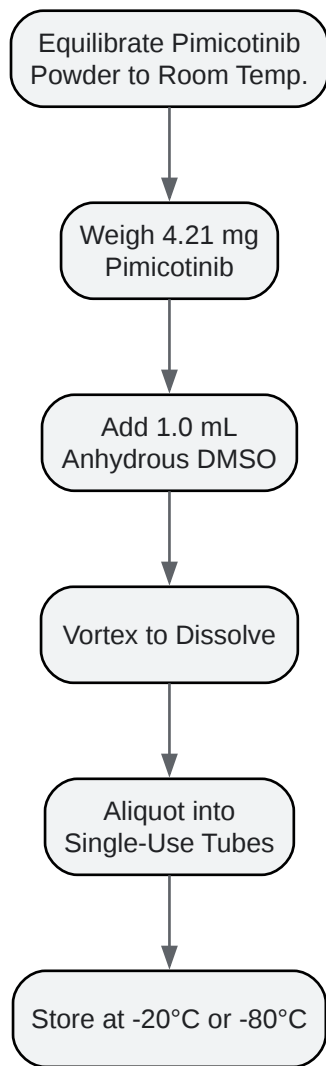 Equilibrate Pimicotinib
Powder to Room Temp.
Weigh 4.21 mg
Pimicotinib
Add 1.0 mL
Anhydrous DMSO
Vortex to Dissolve
Aliquot into
Single-Use Tubes
Store at -20°C or -80°C